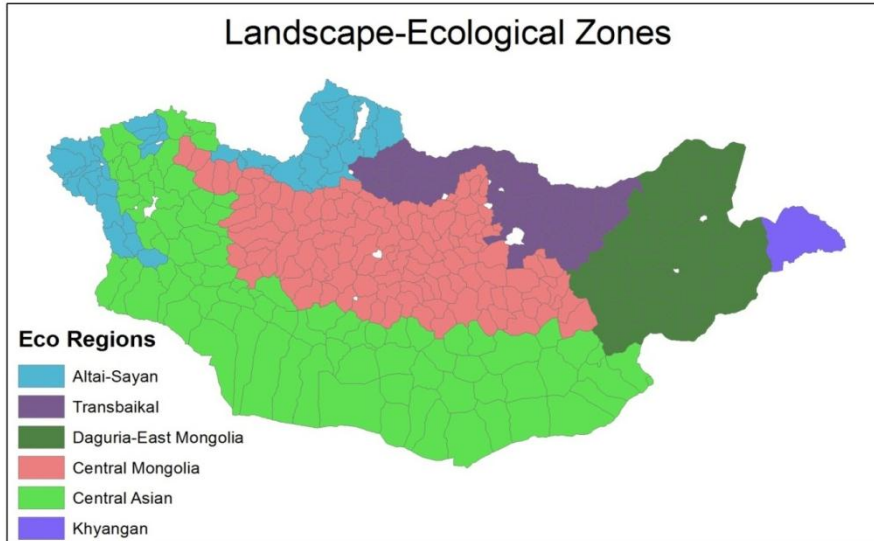 Landscape-Ecological Zones
Eco Regions
Altai-Sayan
Transbaikal
Daguria-East Mongolia
Central Mongolia
Central Asian
Khyangan